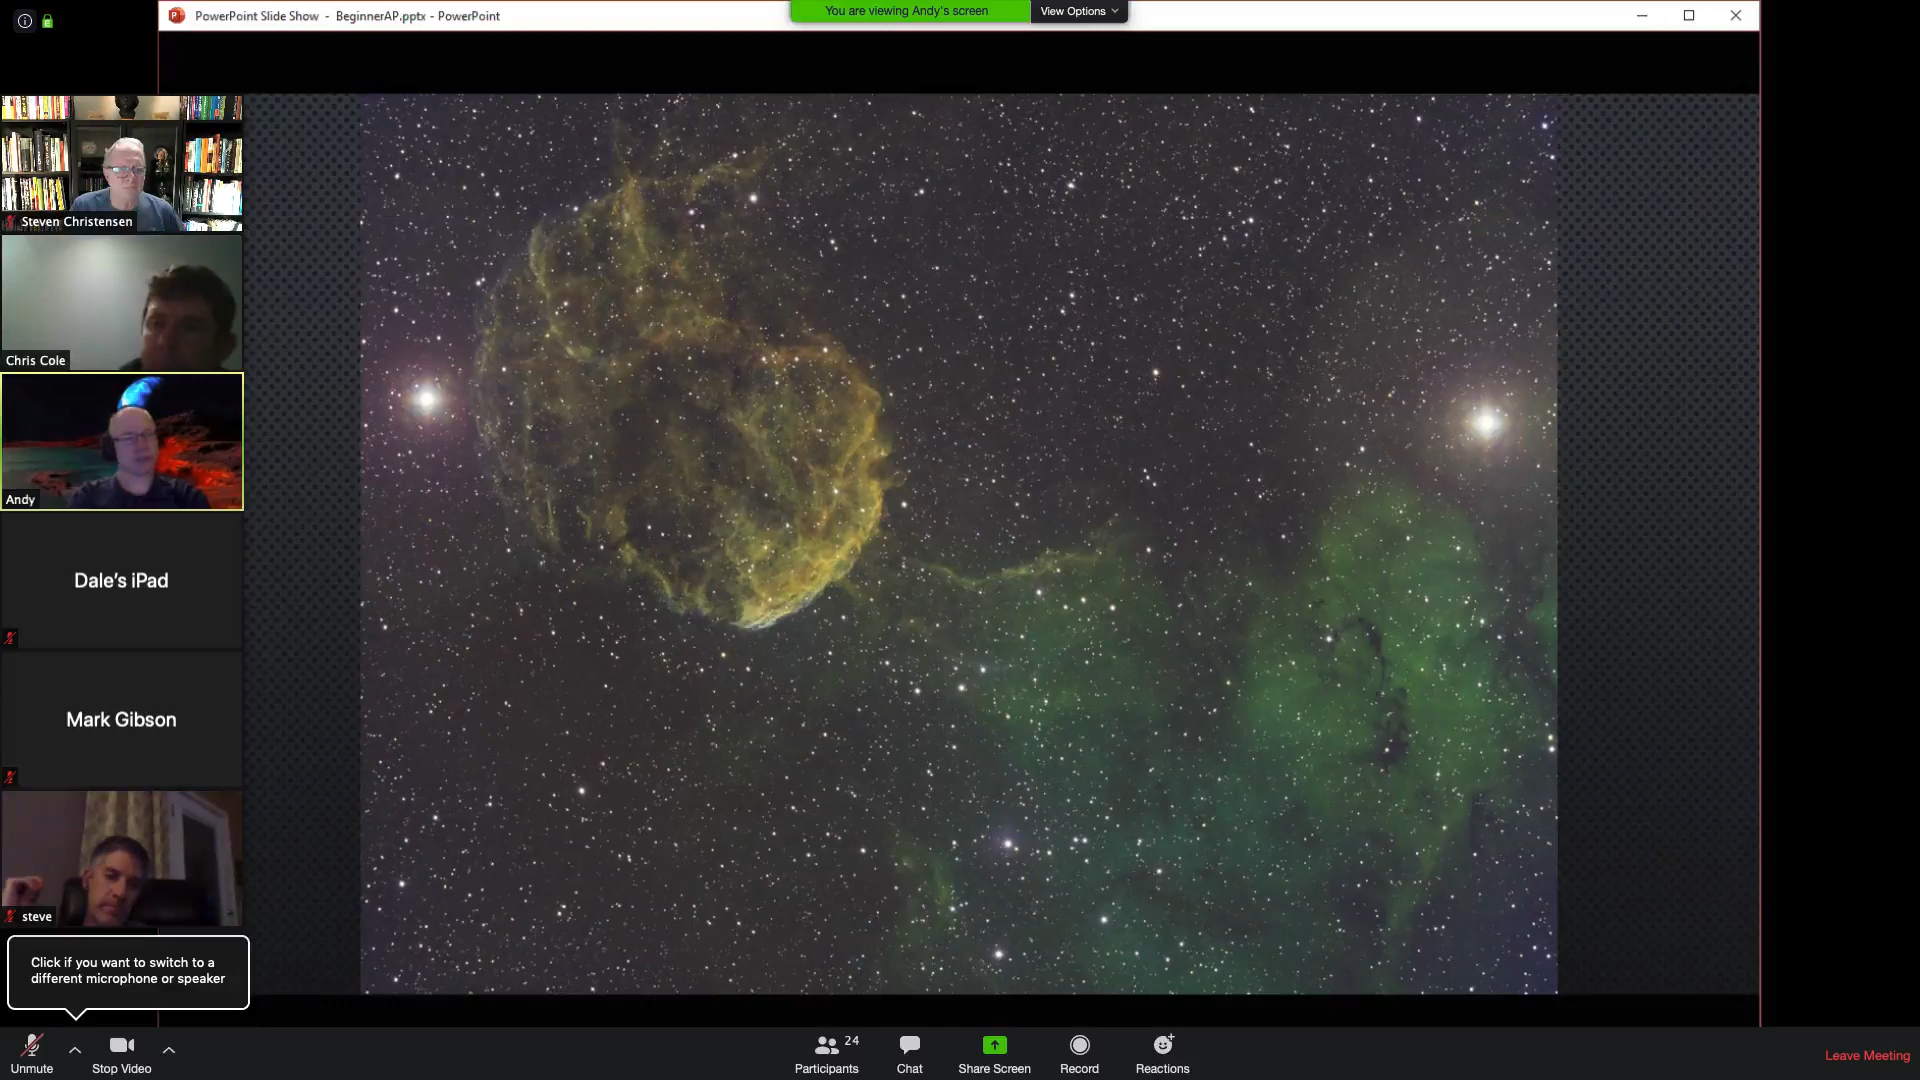 PowerPoint Slide Show - BeginnerAP.pptx - PowerPoint
You are viewing Andy's screen
View Options
Steven Christensen
Chris Cole
Andy
Dale’s iPad
Mark Gibson
steve
Click if you want to switch to a
different microphone or speaker
Unmute
Stop Video
24
Participants
Chat
Share Screen
Record
Reactions
Leave Meeting